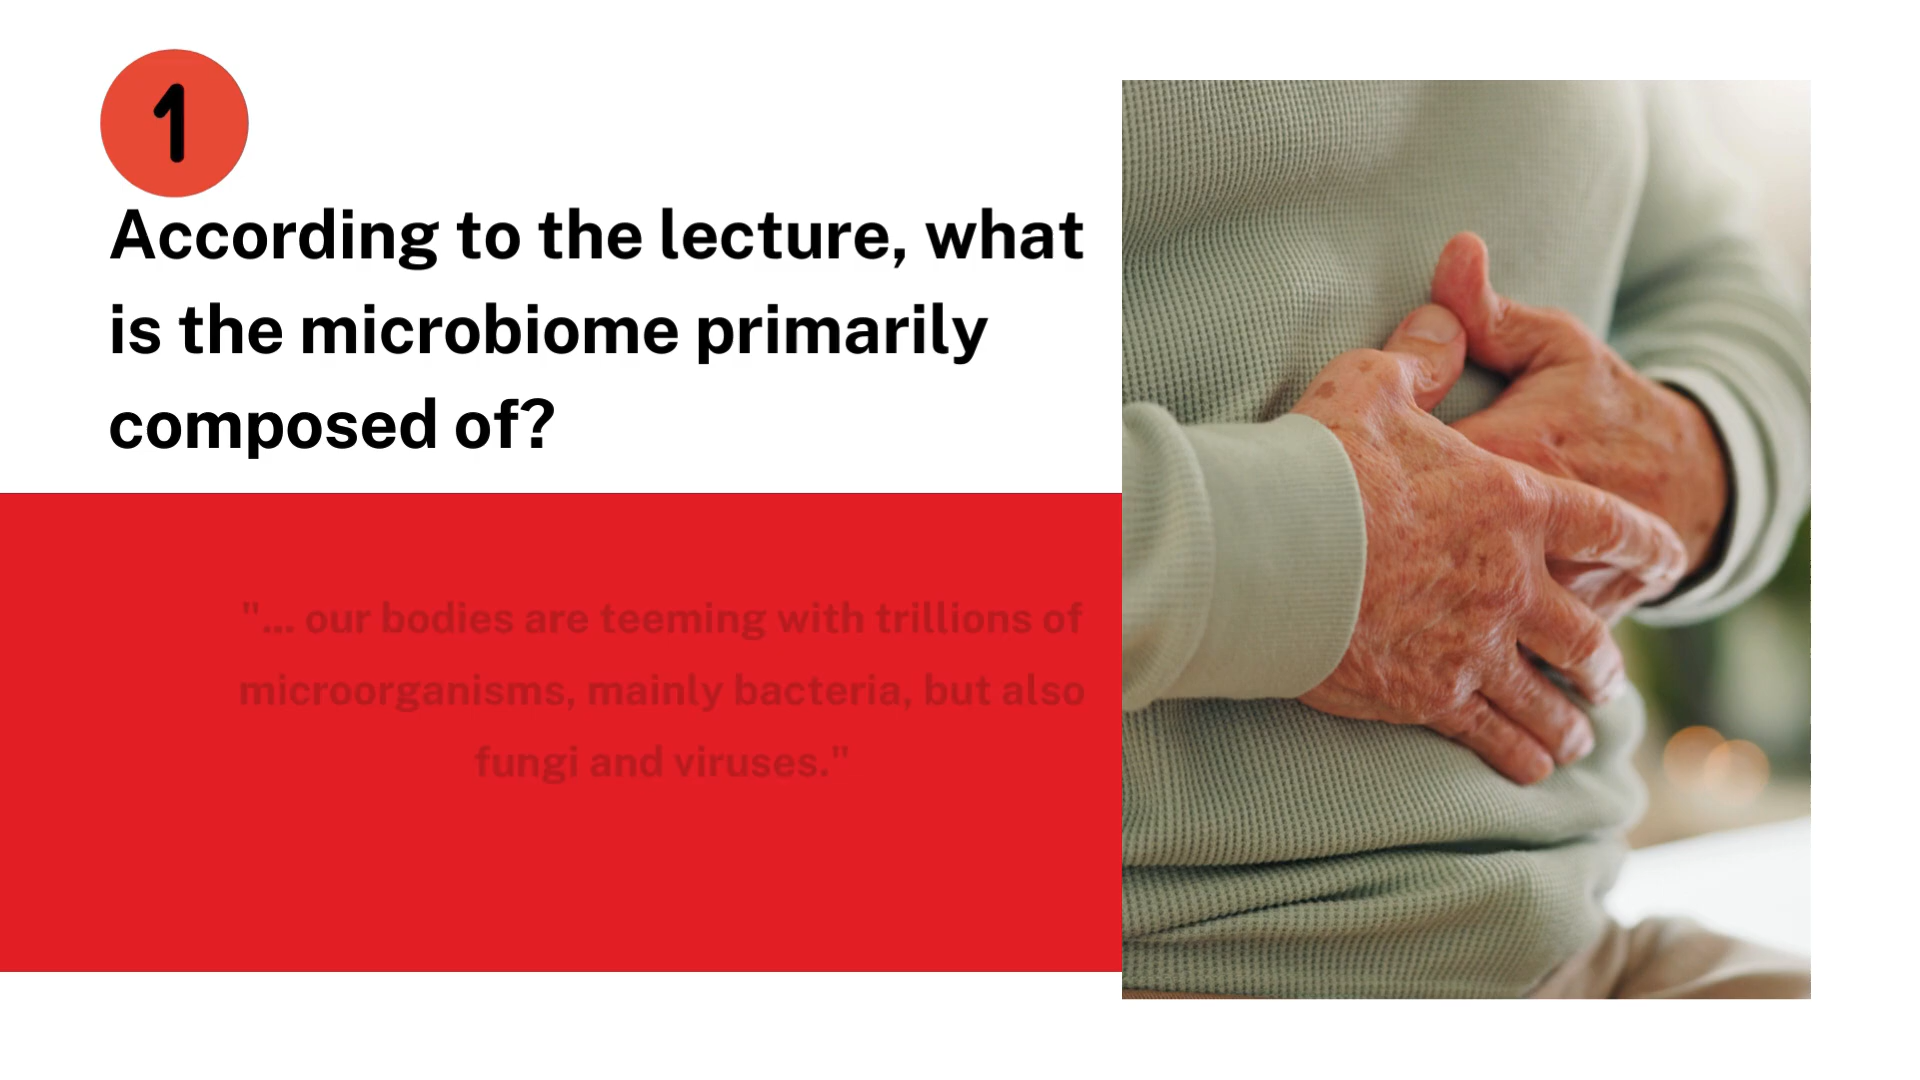 1
According to the lecture, what
is the microbiome primarily
composed of?
"... our bodies are teeming with trillions of
microorganisms, mainly bacteria, but also
fungi and viruses."